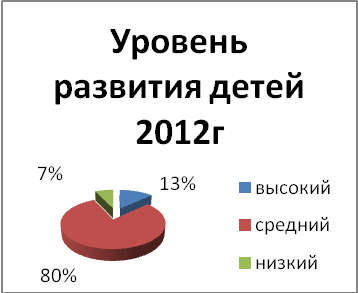 Уровень
развития детей
2012г
7%
13%
80%
высокий
средний
низкий